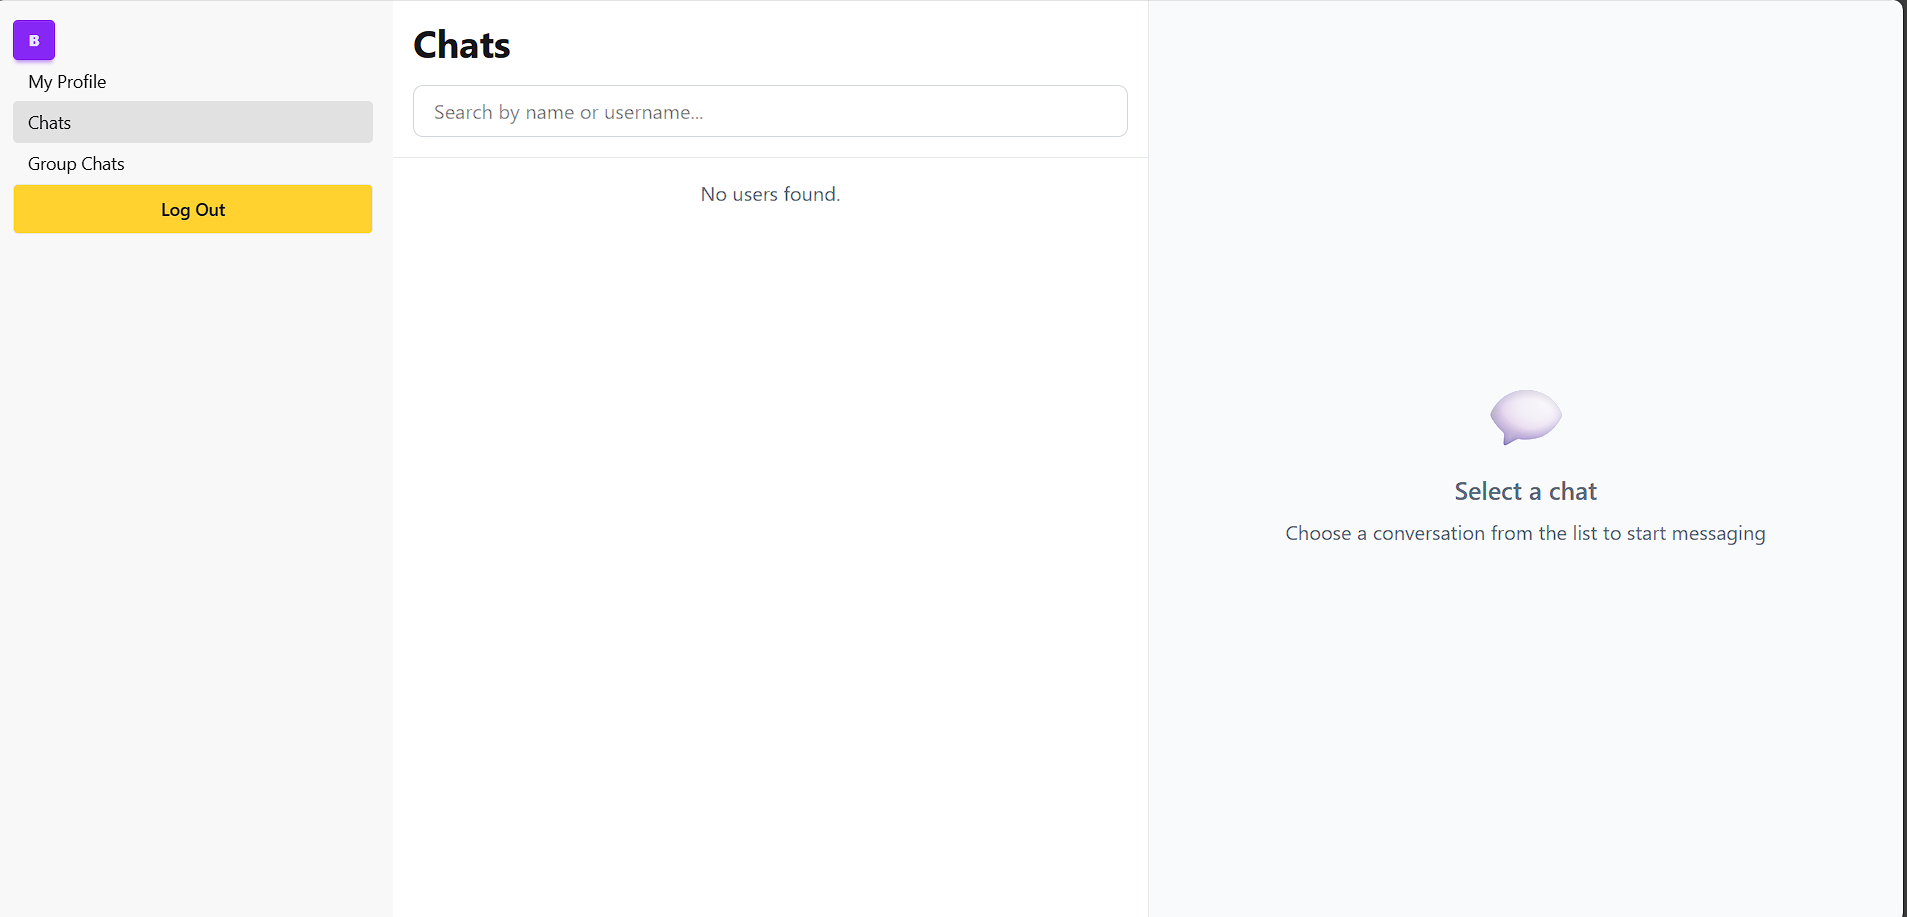 B
My Profile
Chats
Group Chats
Log Out
Chats
Search by name or username...
No users found.
Select a chat
Choose a conversation from the list to start messaging